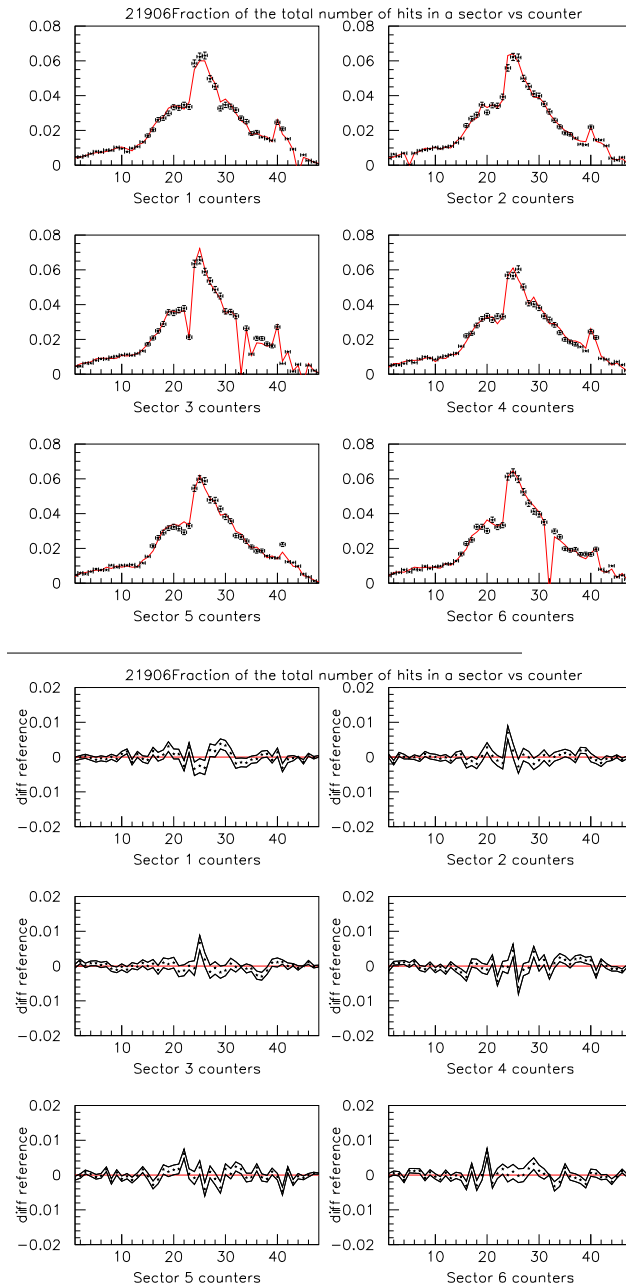 21906Fraction of the total number of hits in a sector vs counter
0.08
0.06
0.04
0.02
0
10 20 30 40
Sector 1 counters
0.08
0.06
0.04
0.02
0
10 20 30 40
Sector 2 counters
0.08
0.06
0.04
0.02
0
10 20 30 40
Sector 3 counters
0.08
0.06
0.04
0.02
0
10 20 30 40
Sector 4 counters
0.08
0.06
0.04
0.02
0
10 20 30 40
Sector 5 counters
0.08
0.06
0.04
0.02
0
10 20 30 40
Sector 6 counters
21906Fraction of the total number of hits in a sector vs counter
diff reference
0.02
0.01
0
−0.01
−0.02
10 20 30 40
Sector 1 counters
diff reference
0.02
0.01
0
−0.01
−0.02
10 20 30 40
Sector 2 counters
diff reference
0.02
0.01
0
−0.01
−0.02
10 20 30 40
Sector 3 counters
diff reference
0.02
0.01
0
−0.01
−0.02
10 20 30 40
Sector 4 counters
diff reference
0.02
0.01
0
−0.01
−0.02
10 20 30 40
Sector 5 counters
diff reference
0.02
0.01
0
−0.01
−0.02
10 20 30 40
Sector 6 counters